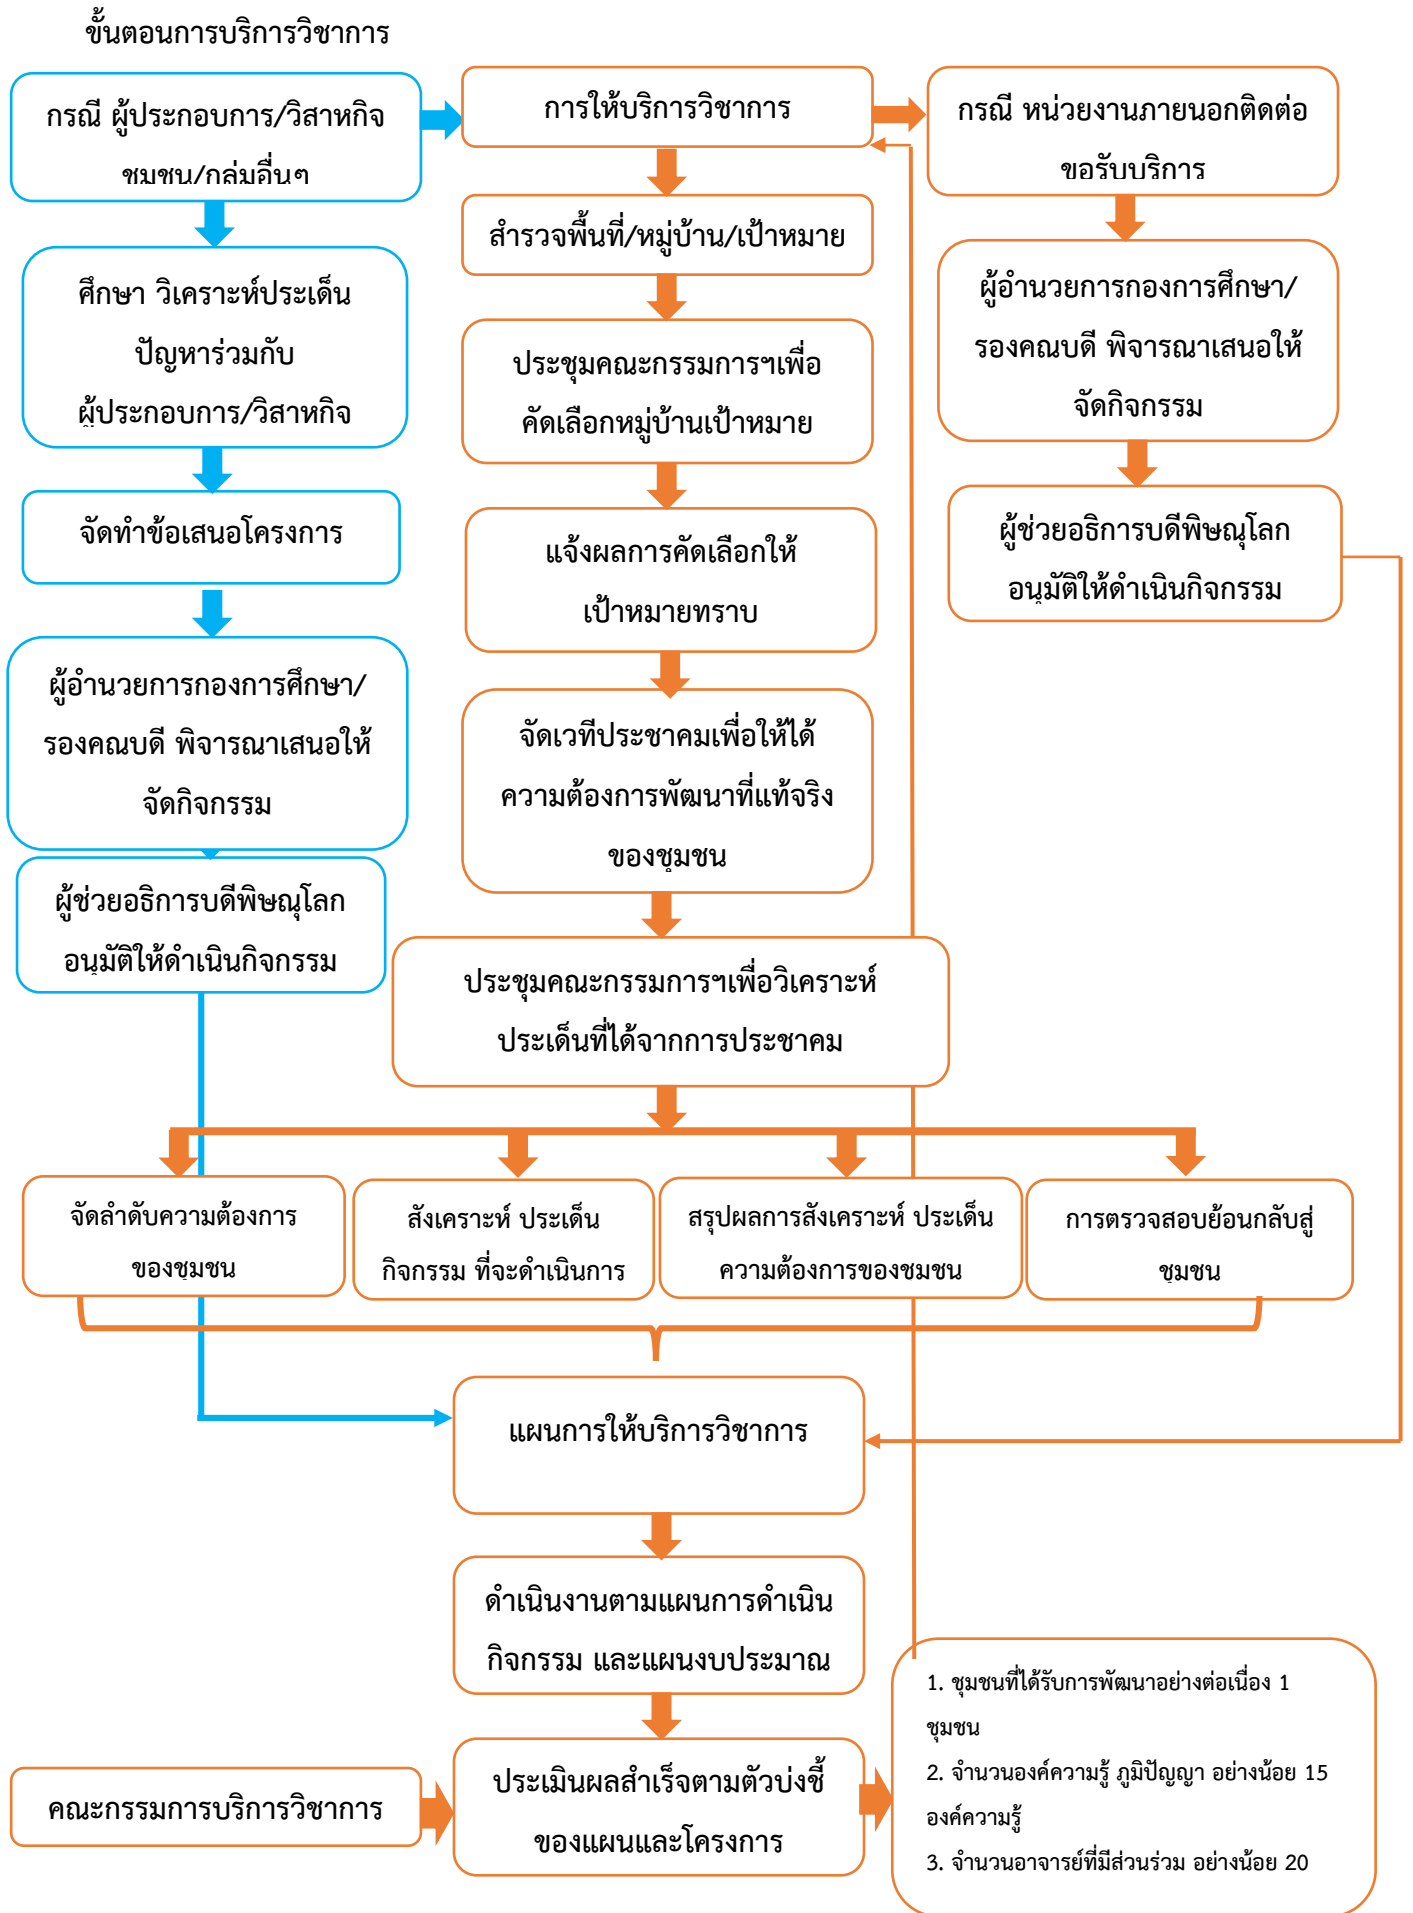 ขั้นตอนการบริการวิชาการ
กรณี ผู้ประกอบการ/วิสาหกิจ
ชุมชน/กลุ่มอื่นๆ
ศึกษา วิเคราะห์ประเด็น
ปัญหาร่วมกับ
ผู้ประกอบการ/วิสาหกิจ
จัดทำข้อเสนอโครงการ
ผู้อำนวยการกองการศึกษา/
รองคณบดี พิจารณาเสนอให้
จัดกิจกรรม
ผู้ช่วยอธิการบดีพิษณุโลก
อนุมัติให้ดำเนินกิจกรรม
การให้บริการวิชาการ
สำรวจพื้นที่/หมู่บ้าน/เป้าหมาย
ประชุมคณะกรรมการฯเพื่อ
คัดเลือกหมู่บ้านเป้าหมาย
แจ้งผลการคัดเลือกให้
เป้าหมายทราบ
จัดเวทีประชาคมเพื่อให้ได้
ความต้องการพัฒนาที่แท้จริง
ของชุมชน
กรณี หน่วยงานภายนอกติดต่อ
ขอรับบริการ
ผู้อำนวยการกองการศึกษา/
รองคณบดี พิจารณาเสนอให้
จัดกิจกรรม
ผู้ช่วยอธิการบดีพิษณุโลก
อนุมัติให้ดำเนินกิจกรรม
ประชุมคณะกรรมการฯเพื่อวิเคราะห์
ประเด็นที่ได้จากการประชาคม
จัดลำดับความต้องการ
ของชุมชน
สังเคราะห์ ประเด็น
กิจกรรม ที่จะดำเนินการ
สรุปผลการสังเคราะห์ ประเด็น
ความต้องการของชุมชน
การตรวจสอบย้อนกลับสู่
ชุมชน
แผนการให้บริการวิชาการ
ดำเนินงานตามแผนการดำเนิน
กิจกรรม และแผนงบประมาณ
คณะกรรมการบริการวิชาการ
ประเมินผลสำเร็จตามตัวบ่งชี้
ของแผนและโครงการ
1. ชุมชนที่ได้รับการพัฒนาอย่างต่อเนื่อง 1
ชุมชน
2. จำนวนองค์ความรู้ ภูมิปัญญา อย่างน้อย 15
องค์ความรู้
3. จำนวนอาจารย์ที่มีส่วนร่วม อย่างน้อย 20